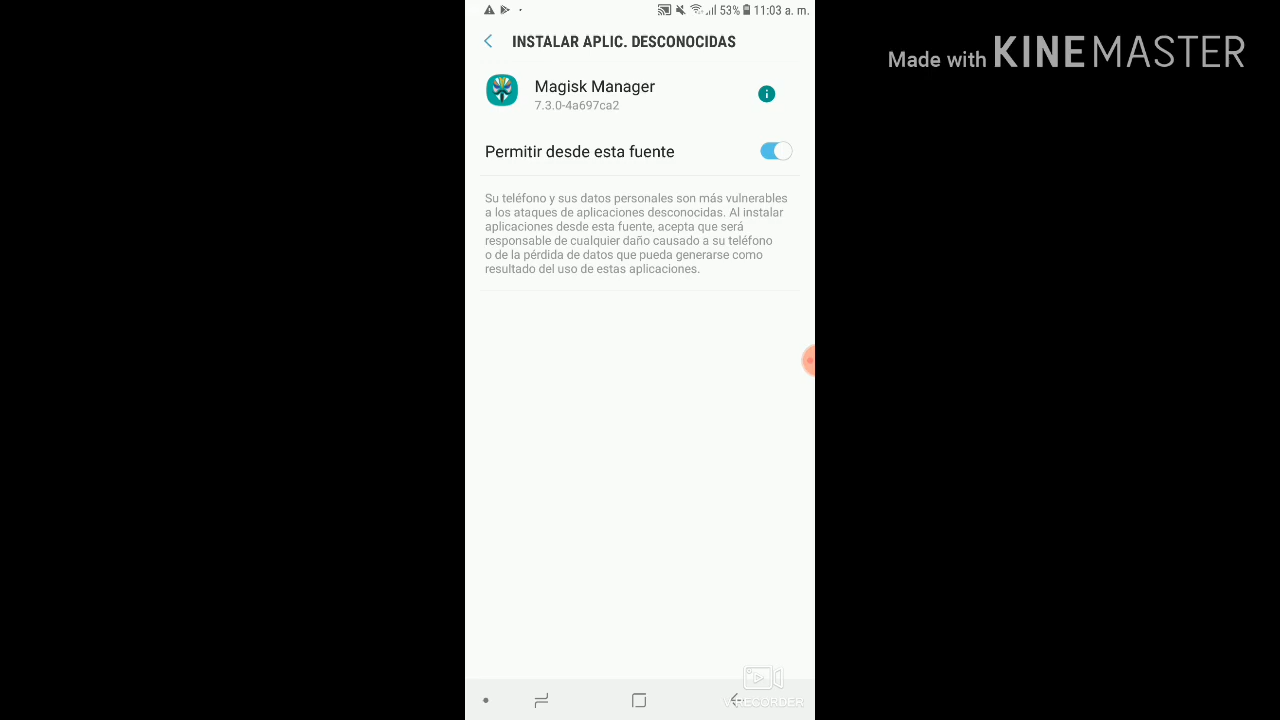 53% 11:03 a. m.
Made with KINEMASTER
INSTALAR APLIC. DESCONOCIDAS
Magisk Manager
7.3.0-4a697ca2
Permitir desde esta fuente
Su teléfono y sus datos personales son más vulnerables
a los ataques de aplicaciones desconocidas. Al instalar
aplicaciones desde esta fuente, acepta que será
responsable de cualquier daño causado a su teléfono
o de la pérdida de datos que pueda generarse como
resultado del uso de estas aplicaciones.
V RECORDER